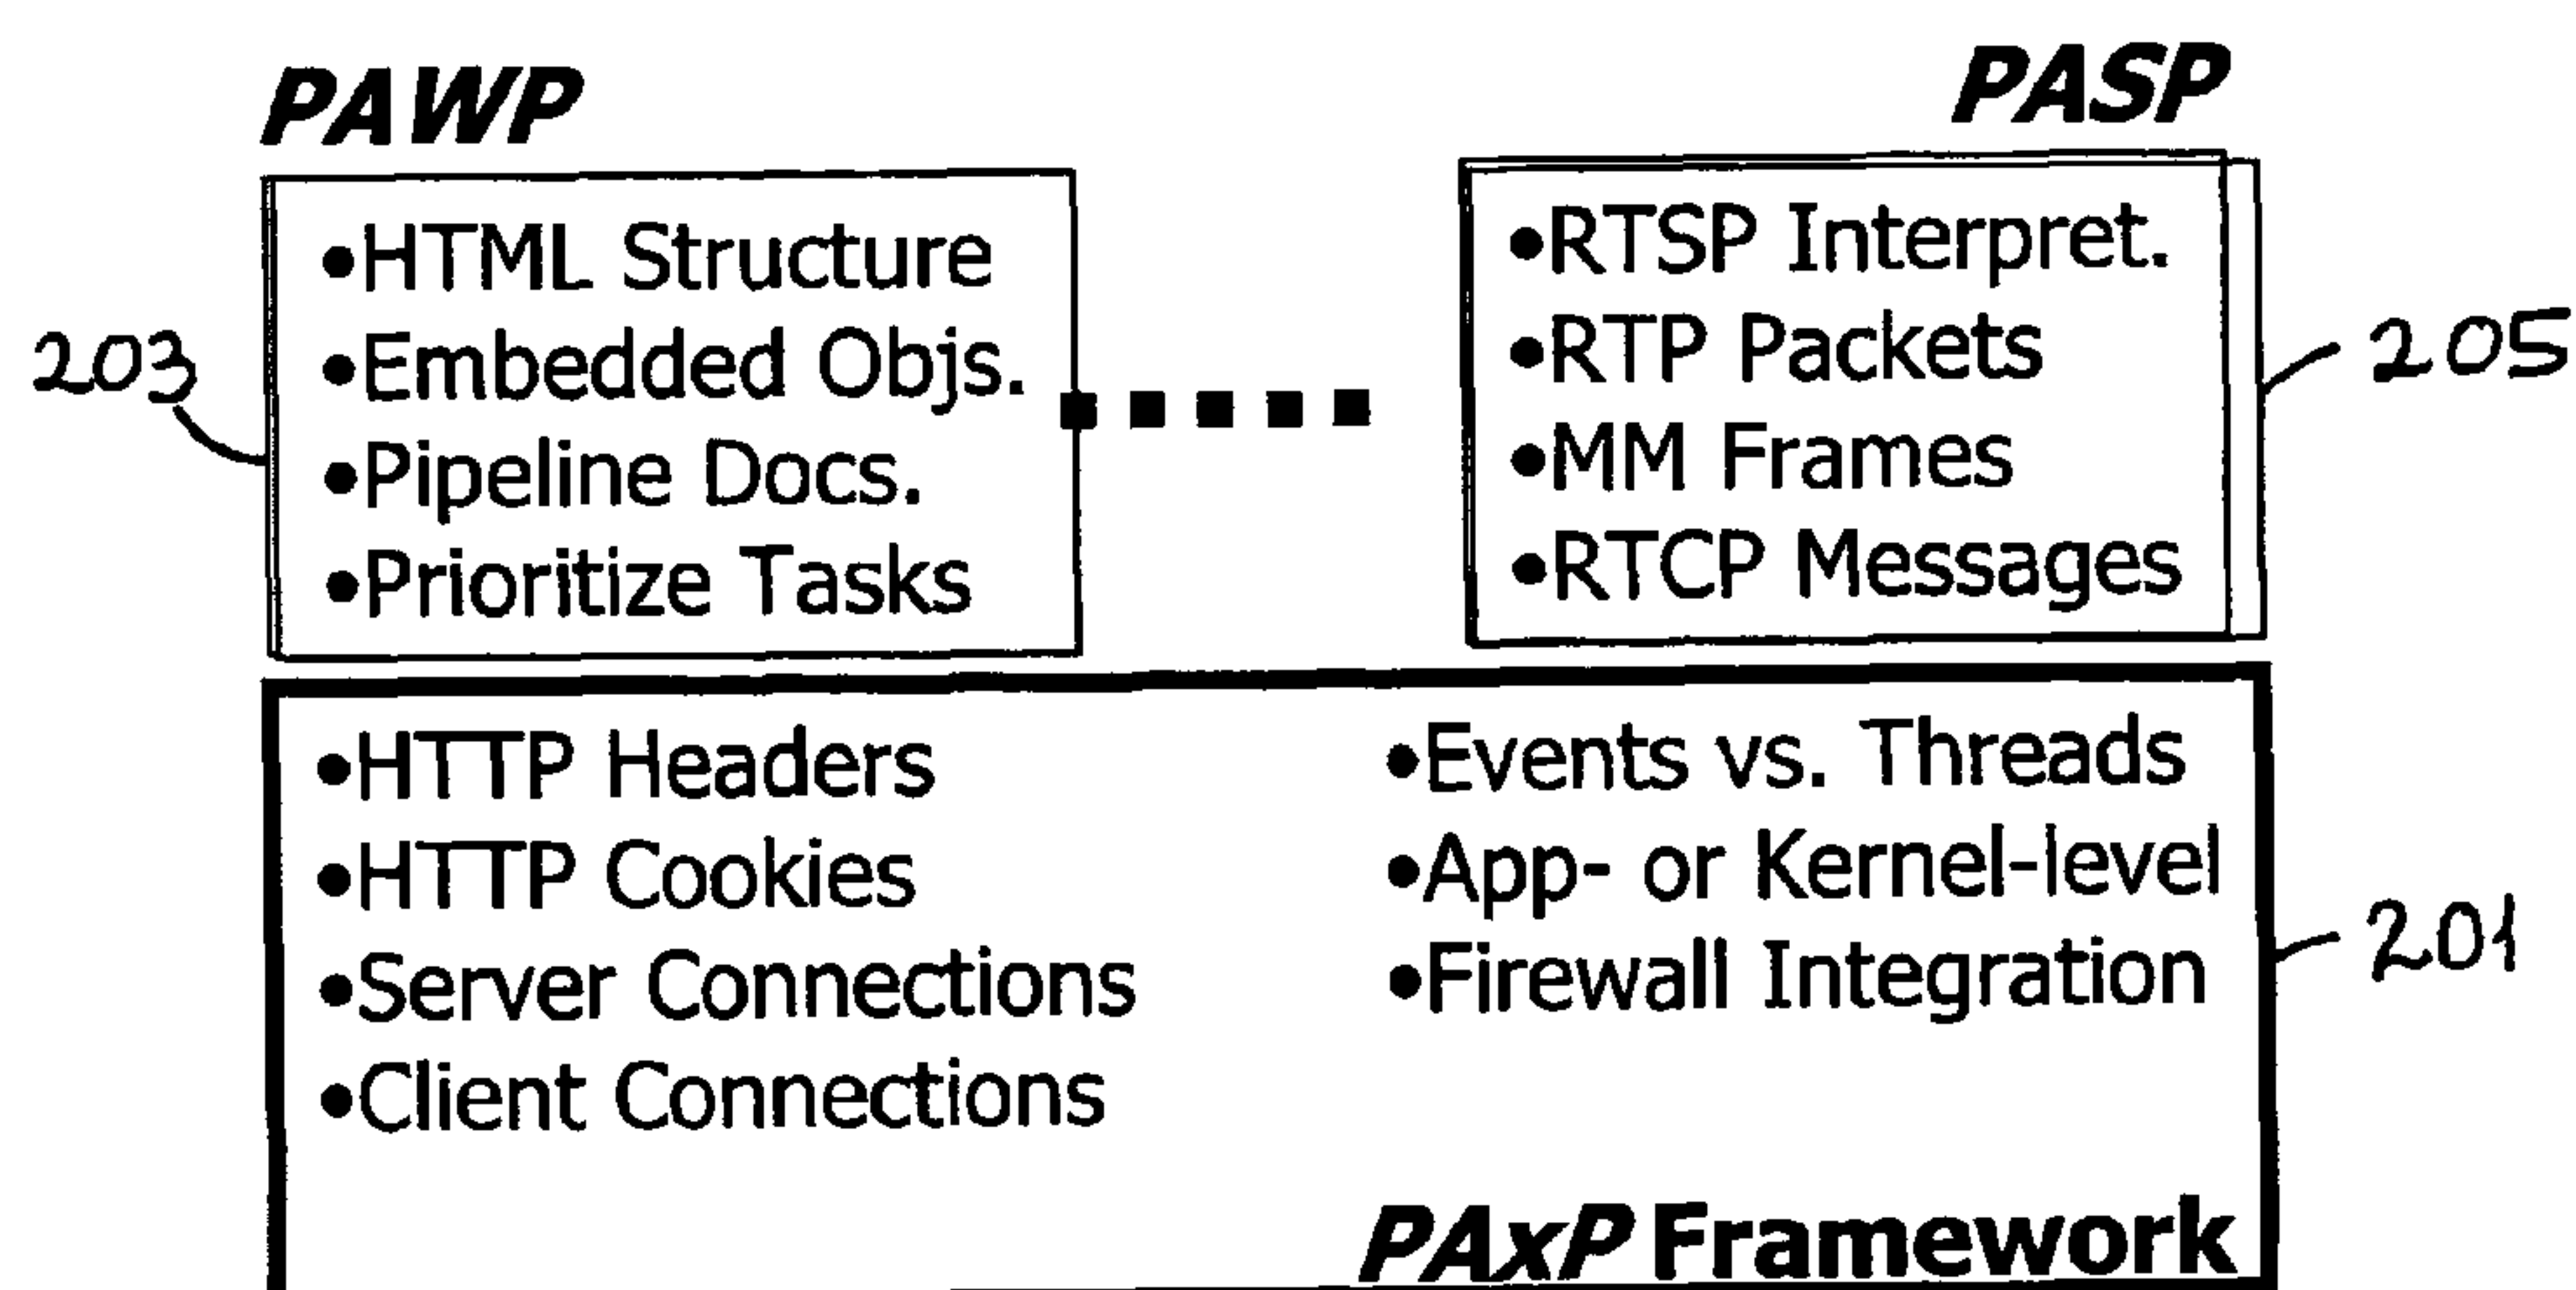 PAWP
•HTML Structure
•Embedded Objs.
•Pipeline Docs.
•Prioritize Tasks
203
PASP
•RTSP Interpret.
•RTP Packets
•MM Frames
•RTCP Messages
205
•HTTP Headers
•HTTP Cookies
•Server Connections
•Client Connections
•Events vs. Threads
•App- or Kernel-level
•Firewall Integration
201
PAxP Framework